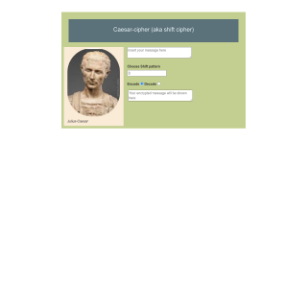 Caesar-cipher (aka shift cipher)
Insert your message here
Choose Shift pattern
Encode Decode
Your encrypted message will be shown
here
Julius Caesar